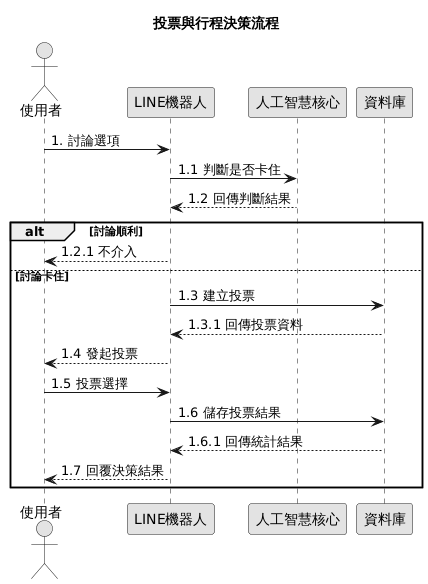 投票與行程決策流程
使用者
LINE機器人
人工智慧核心
資料庫
1. 討論選項
1.1 判斷是否卡住
1.2 回傳判斷結果
alt [討論順利]
1.2.1 不介入
[討論卡住]
1.3 建立投票
1.3.1 回傳投票資料
1.4 發起投票
1.5 投票選擇
1.6 儲存投票結果
1.6.1 回傳統計結果
1.7 回覆決策結果
使用者
LINE機器人
人工智慧核心
資料庫